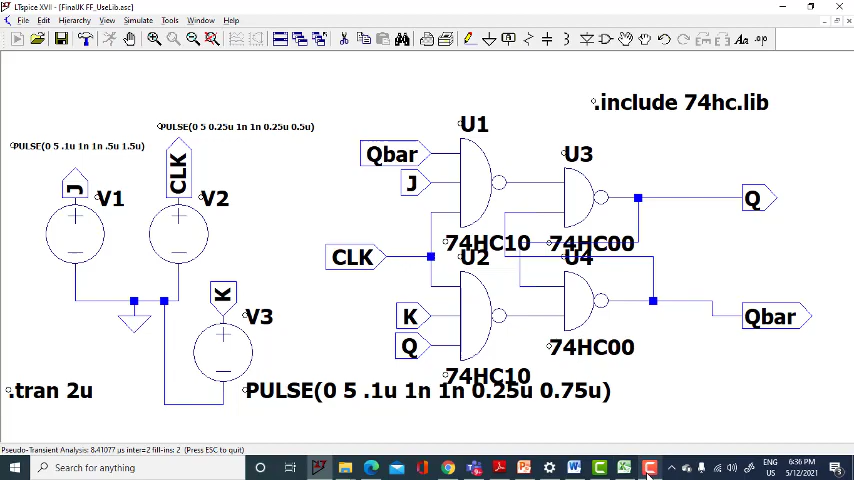 LTspice XVII - [FinalJK FF_UseLib.asc]
File Edit Hierarchy View Simulate Tools Window Help
.include 74hc.lib
PULSE(0 5 0.25u 1n 1n 0.25u 0.5u)
PULSE(0 5 .1u 1n 1n .5u 1.5u)
U1
Qbar
J
U3
J
V1
CLK
V2
Q
74HC10
74HC00
CLK
U2
U4
K
V3
K
Q
Qbar
74HC00
74HC10
.tran 2u
PULSE(0 5 .1u 1n 1n 0.25u 0.75u)
Pseudo-Transient Analysis: 8.41077 µs inter=2 fill-ins: 2 (Press ESC to quit)
Search for anything
ENG
US
6:36 PM
5/12/2021